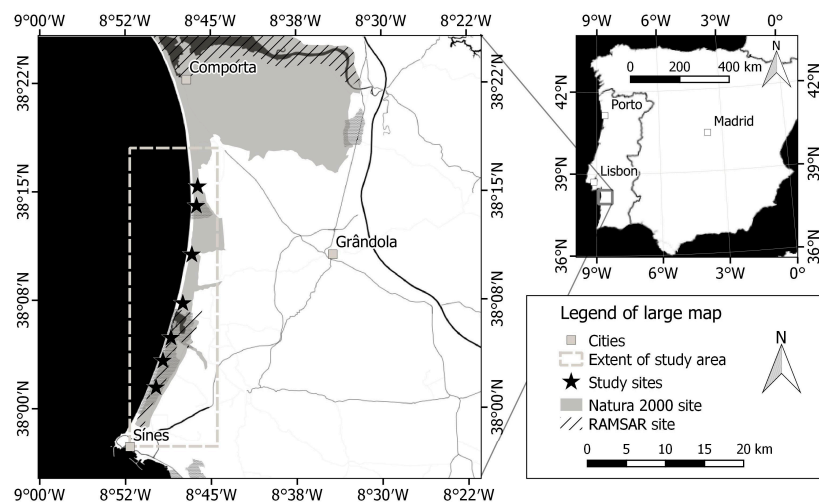 9°00'W 8°52'W 8°45'W 8°38'W 8°30'W 8°22'W
38°22'N
38°15'N
38°08'N
38°00'N
Comporta
Grândola
Sínes
38°22'N
38°15'N
38°08'N
38°00'N
9°00'W 8°52'W 8°45'W 8°38'W 8°30'W 8°22'W
9°W 6°W 3°W 0°
42°N
39°N
36°N
0 200 400 km
N
Porto
Madrid
Lisbon
42°N
39°N
36°N
9°W 6°W 3°W 0°
Legend of large map
Cities
Extent of study area
Study sites
Natura 2000 site
RAMSAR site
N
0 5 10 15 20 km